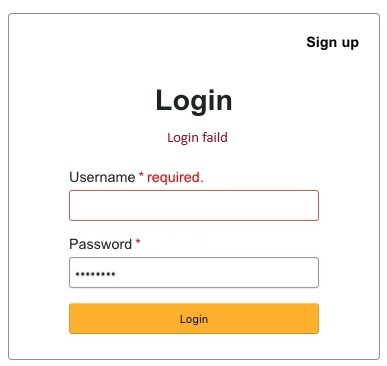 Sign up
Login
Login faild
Username * required.
Password *
••••••••
Login